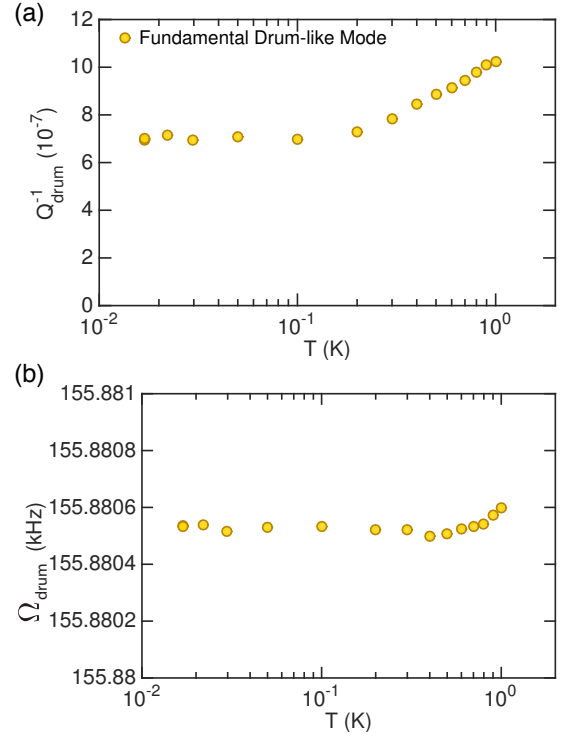 (a)
Fundamental Drum-like Mode
12
10
8
6
4
2
0
Q⁻¹drum (10⁻⁷)
10⁻² 10⁻¹ 10⁰
T (K)
(b)
155.881
155.8808
155.8806
155.8804
155.8802
155.88
Ωdrum (kHz)
10⁻² 10⁻¹ 10⁰
T (K)